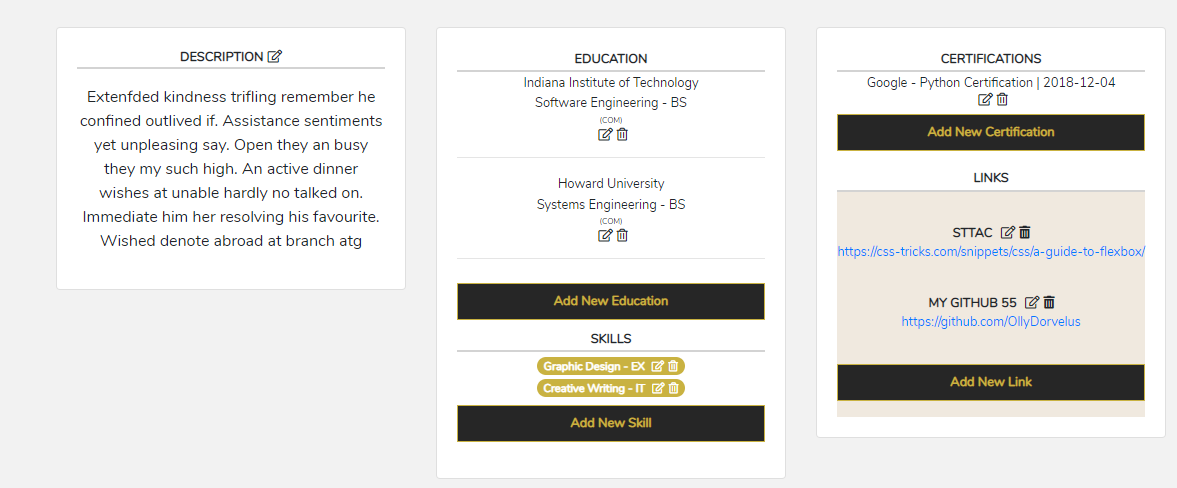 DESCRIPTION
Extenfded kindness trifling remember he
confined outlived if. Assistance sentiments
yet unpleasing say. Open they an busy
they my such high. An active dinner
wishes at unable hardly no talked on.
Immediate him her resolving his favourite.
Wished denote abroad at branch atg
EDUCATION
Indiana Institute of Technology
Software Engineering - BS
(COM)
Howard University
Systems Engineering - BS
(COM)
Add New Education
SKILLS
Graphic Design - EX
Creative Writing - IT
Add New Skill
CERTIFICATIONS
Google - Python Certification | 2018-12-04
Add New Certification
LINKS
STTAC
https://css-tricks.com/snippets/css/a-guide-to-flexbox/
MY GITHUB 55
https://github.com/OllyDorvelus
Add New Link